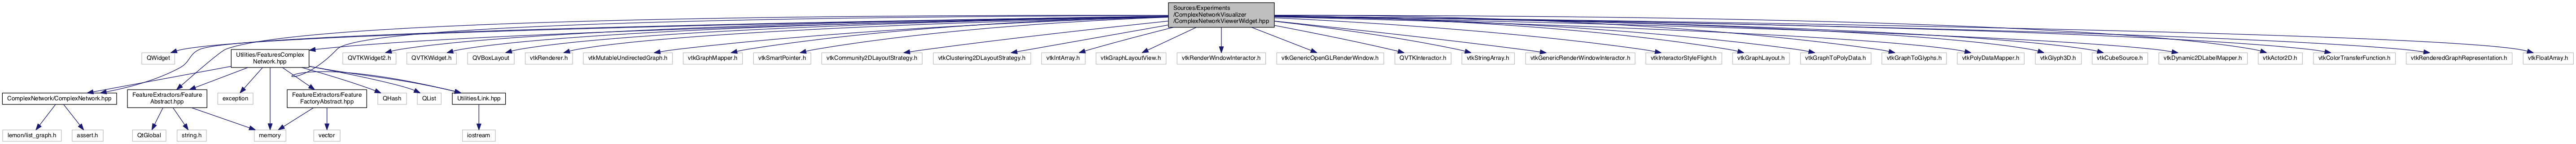 Sources/Experiments
/ComplexNetworkVisualizer
/ComplexNetworkViewerWidget.hpp
QWidget
Utilities/FeaturesComplex
Network.hpp
QVTKWidget2.h
QVTKWidget.h
QVBoxLayout
vtkRenderer.h
vtkMutableUndirectedGraph.h
vtkGraphMapper.h
vtkSmartPointer.h
vtkCommunity2DLayoutStrategy.h
vtkClustering2DLayoutStrategy.h
vtkIntArray.h
vtkGraphLayoutView.h
vtkRenderWindowInteractor.h
vtkGenericOpenGLRenderWindow.h
QVTKInteractor.h
vtkStringArray.h
vtkGenericRenderWindowInteractor.h
vtkInteractorStyleFlight.h
vtkGraphLayout.h
vtkGraphToPolyData.h
vtkGraphToGlyphs.h
vtkPolyDataMapper.h
vtkGlyph3D.h
vtkCubeSource.h
vtkDynamic2DLabelMapper.h
vtkActor2D.h
vtkColorTransferFunction.h
vtkRenderedGraphRepresentation.h
vtkFloatArray.h
ComplexNetwork/ComplexNetwork.hpp
FeatureExtractors/Feature
Abstract.hpp
exception
FeatureExtractors/Feature
FactoryAbstract.hpp
QHash
QList
Utilities/Link.hpp
lemon/list_graph.h
assert.h
QtGlobal
string.h
memory
vector
iostream